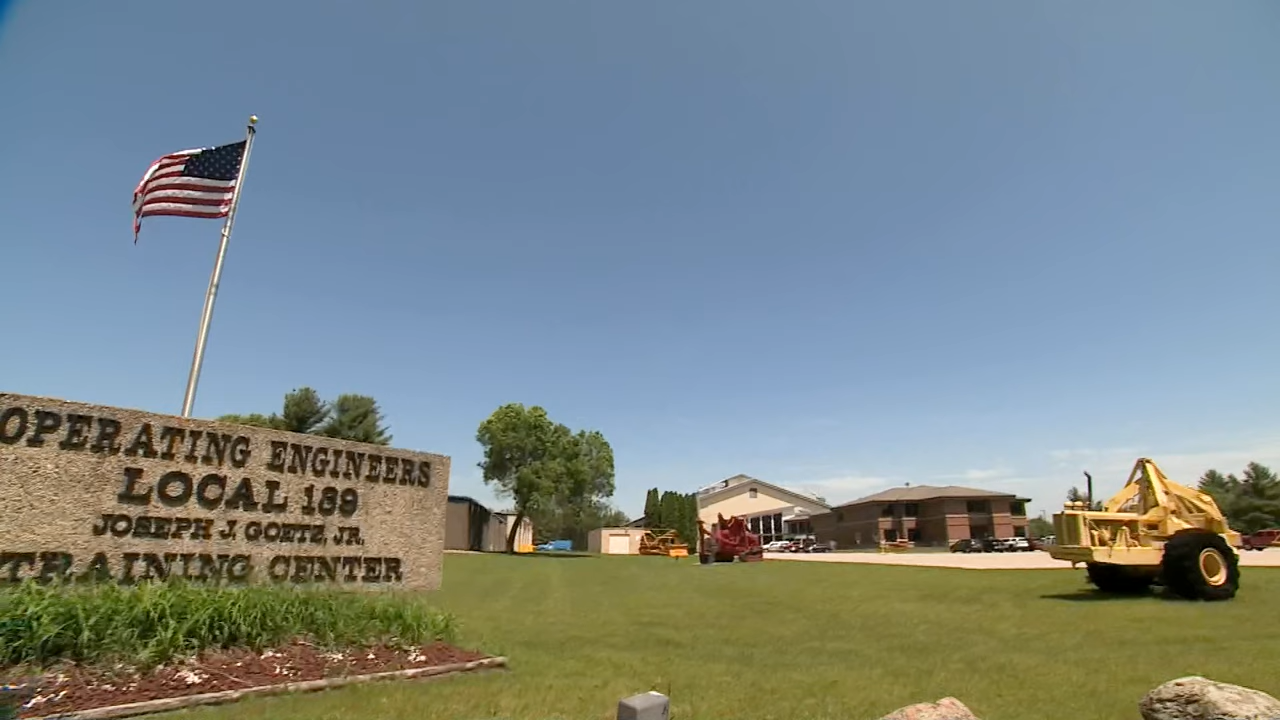 OPERATING ENGINEERS
LOCAL 139
JOSEPH J. GOETZ, JR.
TRAINING CENTER